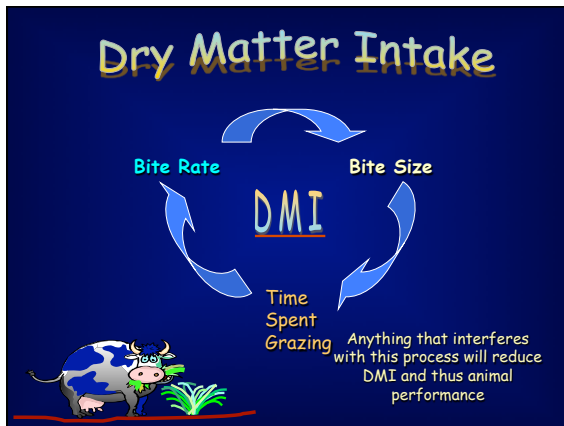 Dry Matter Intake
Bite Rate
Bite Size
DMI
Time
Spent
Grazing
Anything that interferes
with this process will reduce
DMI and thus animal
performance